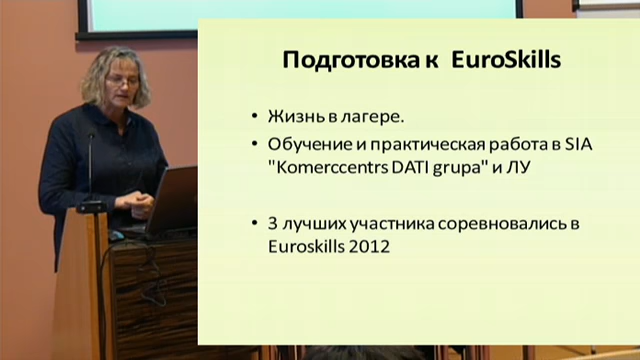 Подготовка к EuroSkills
• Жизнь в лагере.
• Обучение и практическая работа в SIA
"Komerccentrs DATI grupa" и ЛУ
• 3 лучших участника соревновались в
Euroskills 2012